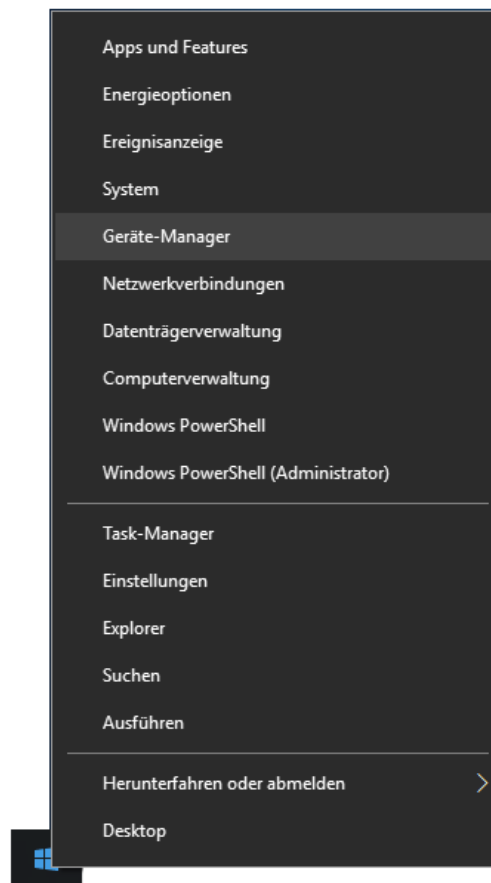 Apps und Features
Energieoptionen
Ereignisanzeige
System
Geräte-Manager
Netzwerkverbindungen
Datenträgerverwaltung
Computerverwaltung
Windows PowerShell
Windows PowerShell (Administrator)
Task-Manager
Einstellungen
Explorer
Suchen
Ausführen
Herunterfahren oder abmelden
Desktop